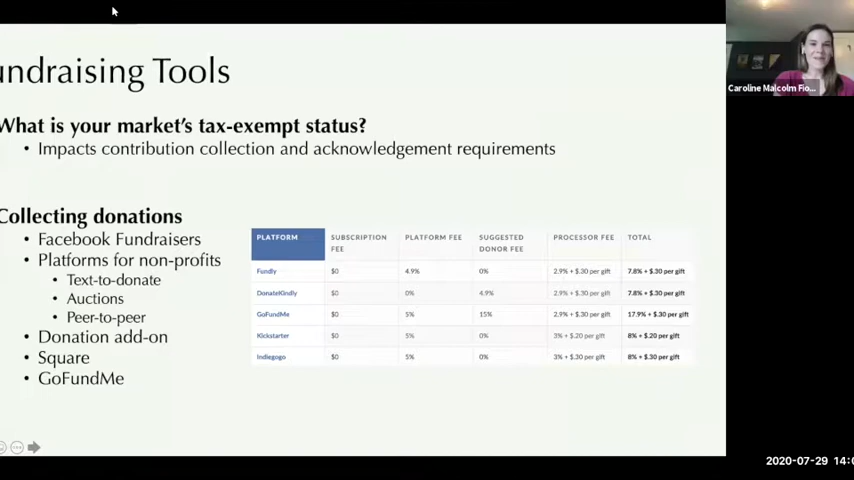 undraising Tools
What is your market's tax-exempt status?
• Impacts contribution collection and acknowledgement requirements
Collecting donations
• Facebook Fundraisers
• Platforms for non-profits
• Text-to-donate
• Auctions
• Peer-to-peer
• Donation add-on
• Square
• GoFundMe
PLATFORM SUBSCRIPTION FEE PLATFORM FEE SUGGESTED DONOR FEE PROCESSOR FEE TOTAL
Fundly $0 4.9% 0% 2.9% + $.30 per gift 7.8% + $.30 per gift
DonateKindly $0 0% 4.9% 2.9% + $.30 per gift 7.8% + $.30 per gift
GoFundMe $0 5% 15% 2.9% + $.30 per gift 17.9% + $.30 per gift
Kickstarter $0 5% 0% 3% + $.20 per gift 8% + $.20 per gift
Indiegogo $0 5% 0% 3% + $.30 per gift 8% + $.30 per gift
Caroline Malcolm Fio...
2020-07-29 14:0